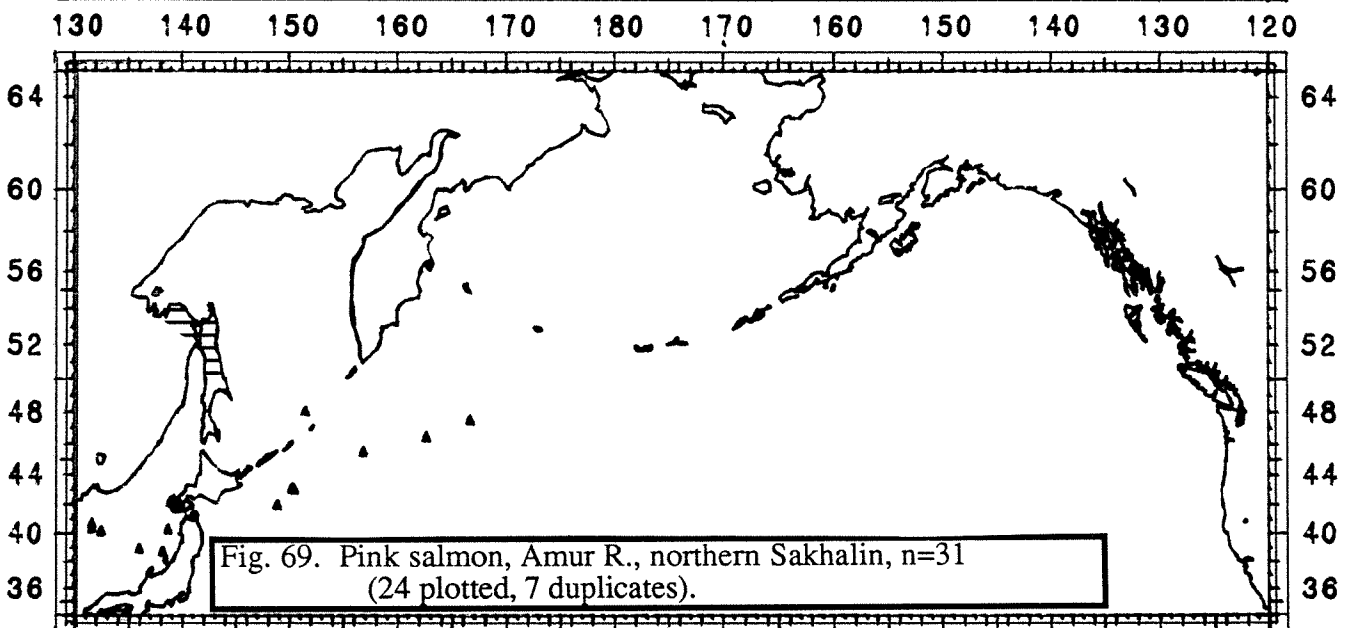 130 140 150 160 170 180 170 160 150 140 130 120
64 64
60 60
56 56
52 52
48 48
44 44
40 40
36 36
Fig. 69. Pink salmon, Amur R., northern Sakhalin, n=31
(24 plotted, 7 duplicates).